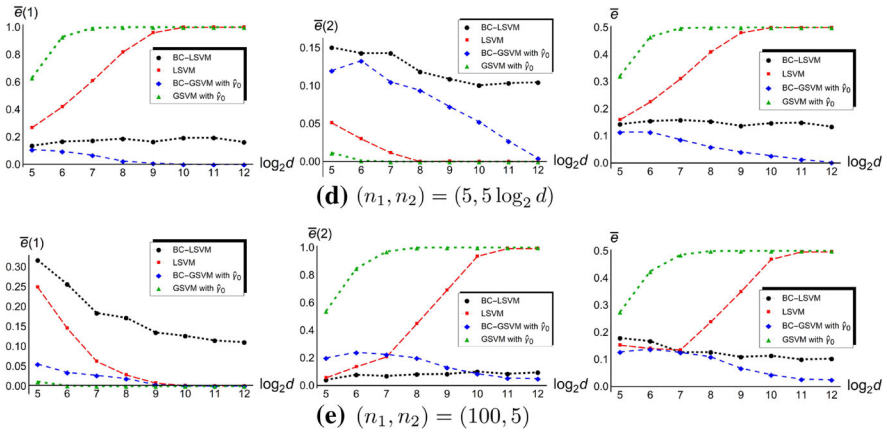 e̅(1)
1.0
0.8
0.6
0.4
0.2
0.0
5 6 7 8 9 10 11 12
log₂d
BC-LSVM
LSVM
BC-GSVM with γ̂₀
GSVM with γ̂₀
e̅(2)
0.15
0.10
0.05
0.00
5 6 7 8 9 10 11 12
log₂d
BC-LSVM
LSVM
BC-GSVM with γ̂₀
GSVM with γ̂₀
e̅
0.5
0.4
0.3
0.2
0.1
0.0
5 6 7 8 9 10 11 12
log₂d
BC-LSVM
LSVM
BC-GSVM with γ̂₀
GSVM with γ̂₀
(d) (n₁, n₂) = (5, 5 log₂ d)
e̅(1)
0.30
0.25
0.20
0.15
0.10
0.05
0.00
5 6 7 8 9 10 11 12
log₂d
BC-LSVM
LSVM
BC-GSVM with γ̂₀
GSVM with γ̂₀
e̅(2)
1.0
0.8
0.6
0.4
0.2
0.0
5 6 7 8 9 10 11 12
log₂d
BC-LSVM
LSVM
BC-GSVM with γ̂₀
GSVM with γ̂₀
e̅
0.5
0.4
0.3
0.2
0.1
0.0
5 6 7 8 9 10 11 12
log₂d
BC-LSVM
LSVM
BC-GSVM with γ̂₀
GSVM with γ̂₀
(e) (n₁, n₂) = (100, 5)